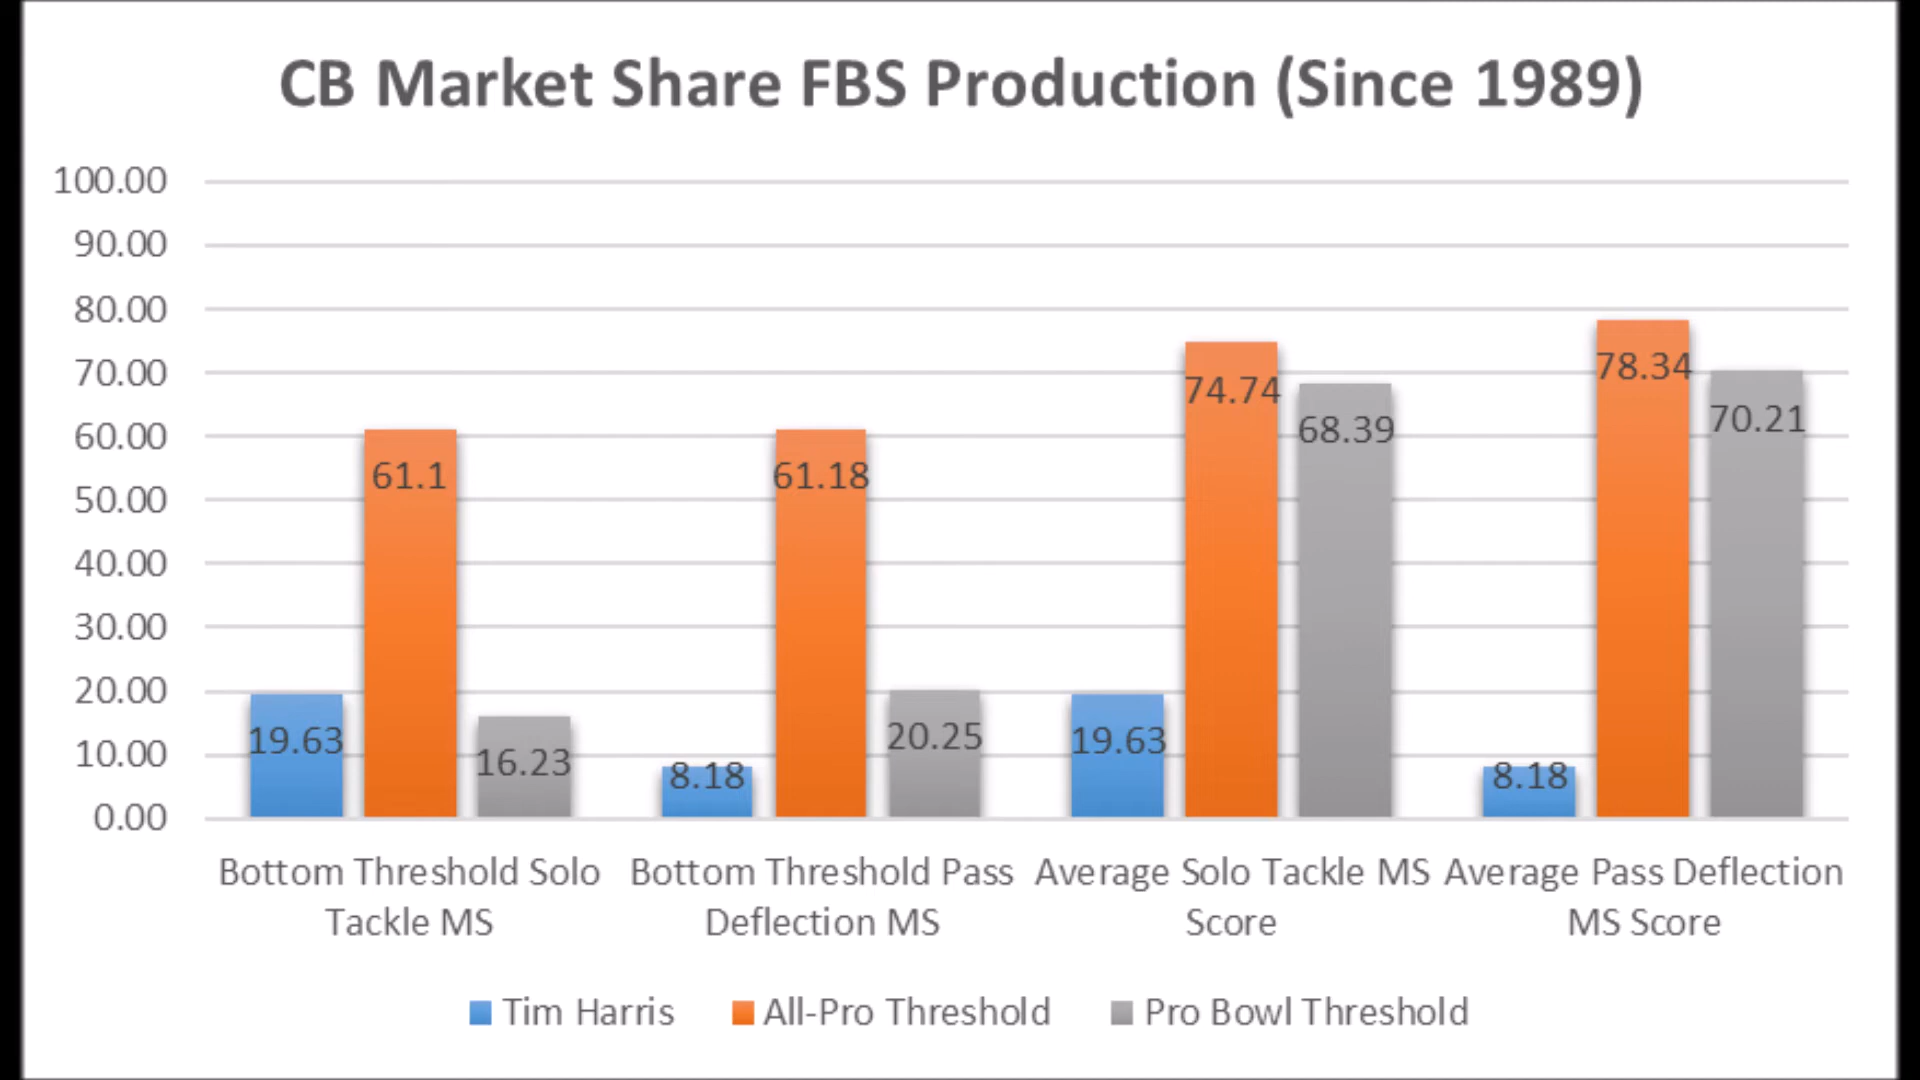 CB Market Share FBS Production (Since 1989)
100.00
90.00
80.00
70.00
60.00
50.00
40.00
30.00
20.00
10.00
0.00
19.63
61.1
16.23
8.18
61.18
20.25
19.63
74.74
68.39
8.18
78.34
70.21
Bottom Threshold Solo
Tackle MS
Bottom Threshold Pass
Deflection MS
Average Solo Tackle MS
Score
Average Pass Deflection
MS Score
Tim Harris
All-Pro Threshold
Pro Bowl Threshold